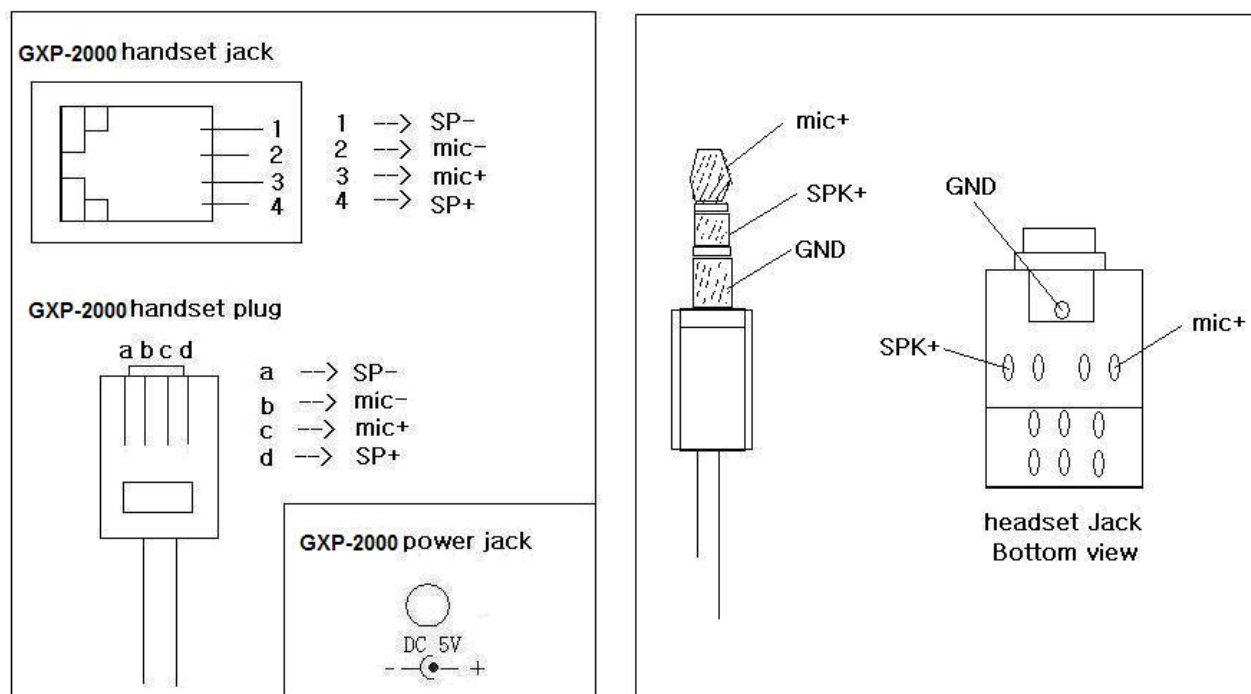 GXP-2000 handset jack
1
2
3
4
1 --> SP-
2 --> mic-
3 --> mic+
4 --> SP+
GXP-2000 handset plug
a b c d
a --> SP-
b --> mic-
c --> mic+
d --> SP+
GXP-2000 power jack
DC 5V
- +
mic+
SPK+
GND
GND
SPK+
mic+
headset Jack
Bottom view